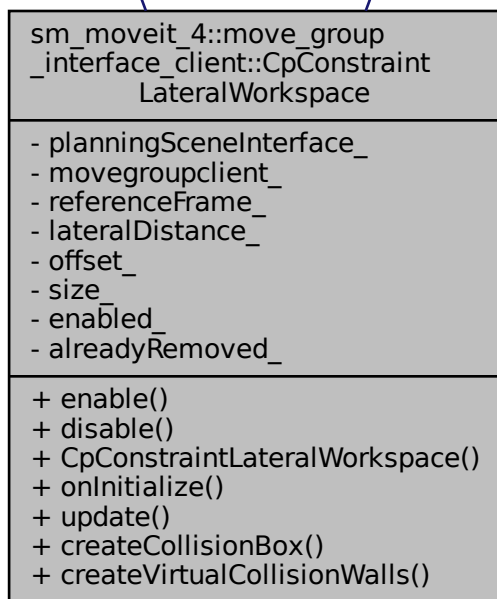 sm_moveit_4::move_group
_interface_client::CpConstraint
LateralWorkspace
- planningSceneInterface_
- movegroupclient_
- referenceFrame_
- lateralDistance_
- offset_
- size_
- enabled_
- alreadyRemoved_
+ enable()
+ disable()
+ CpConstraintLateralWorkspace()
+ onInitialize()
+ update()
+ createCollisionBox()
+ createVirtualCollisionWalls()